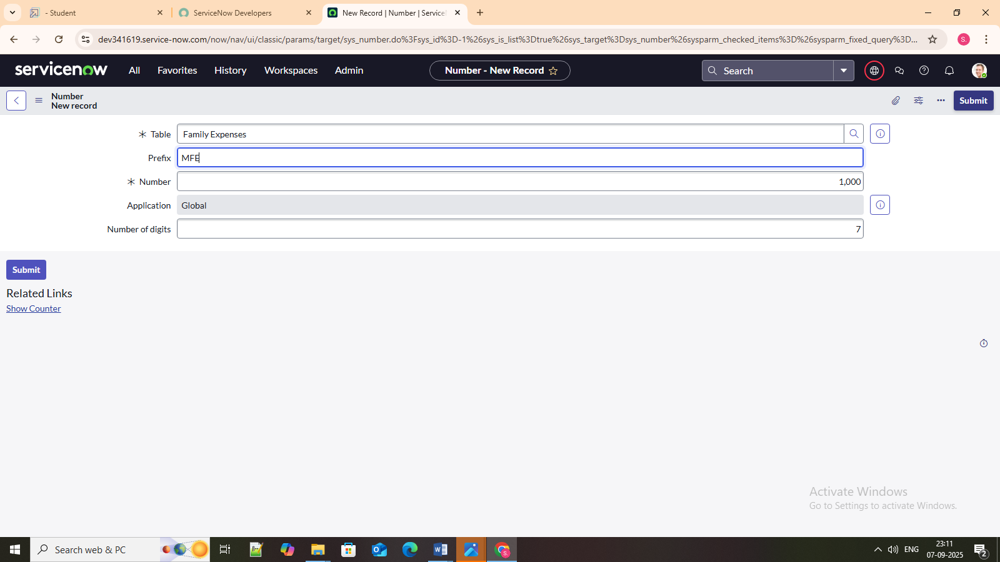 - Student
ServiceNow Developers
New Record | Number | Service
dev341619.service-now.com/now/nav/ui/classic/params/target/sys_number.do%3Fsys_id%3D-1%26sys_is_list%3Dtrue%26sys_target%3Dsys_number%26sysparm_checked_items%3D%26sysparm_fixed_query%3D...
S.
servicenow
All
Favorites
History
Workspaces
Admin
Number - New Record
Search
Number
New record
Submit
Table
Family Expenses
Prefix
MFE
Number
1,000
Application
Global
Number of digits
7
Submit
Related Links
Show Counter
Activate Windows
Go to Settings to activate Windows.
Search web & PC
S.
ENG
23:11
07-09-2025
2